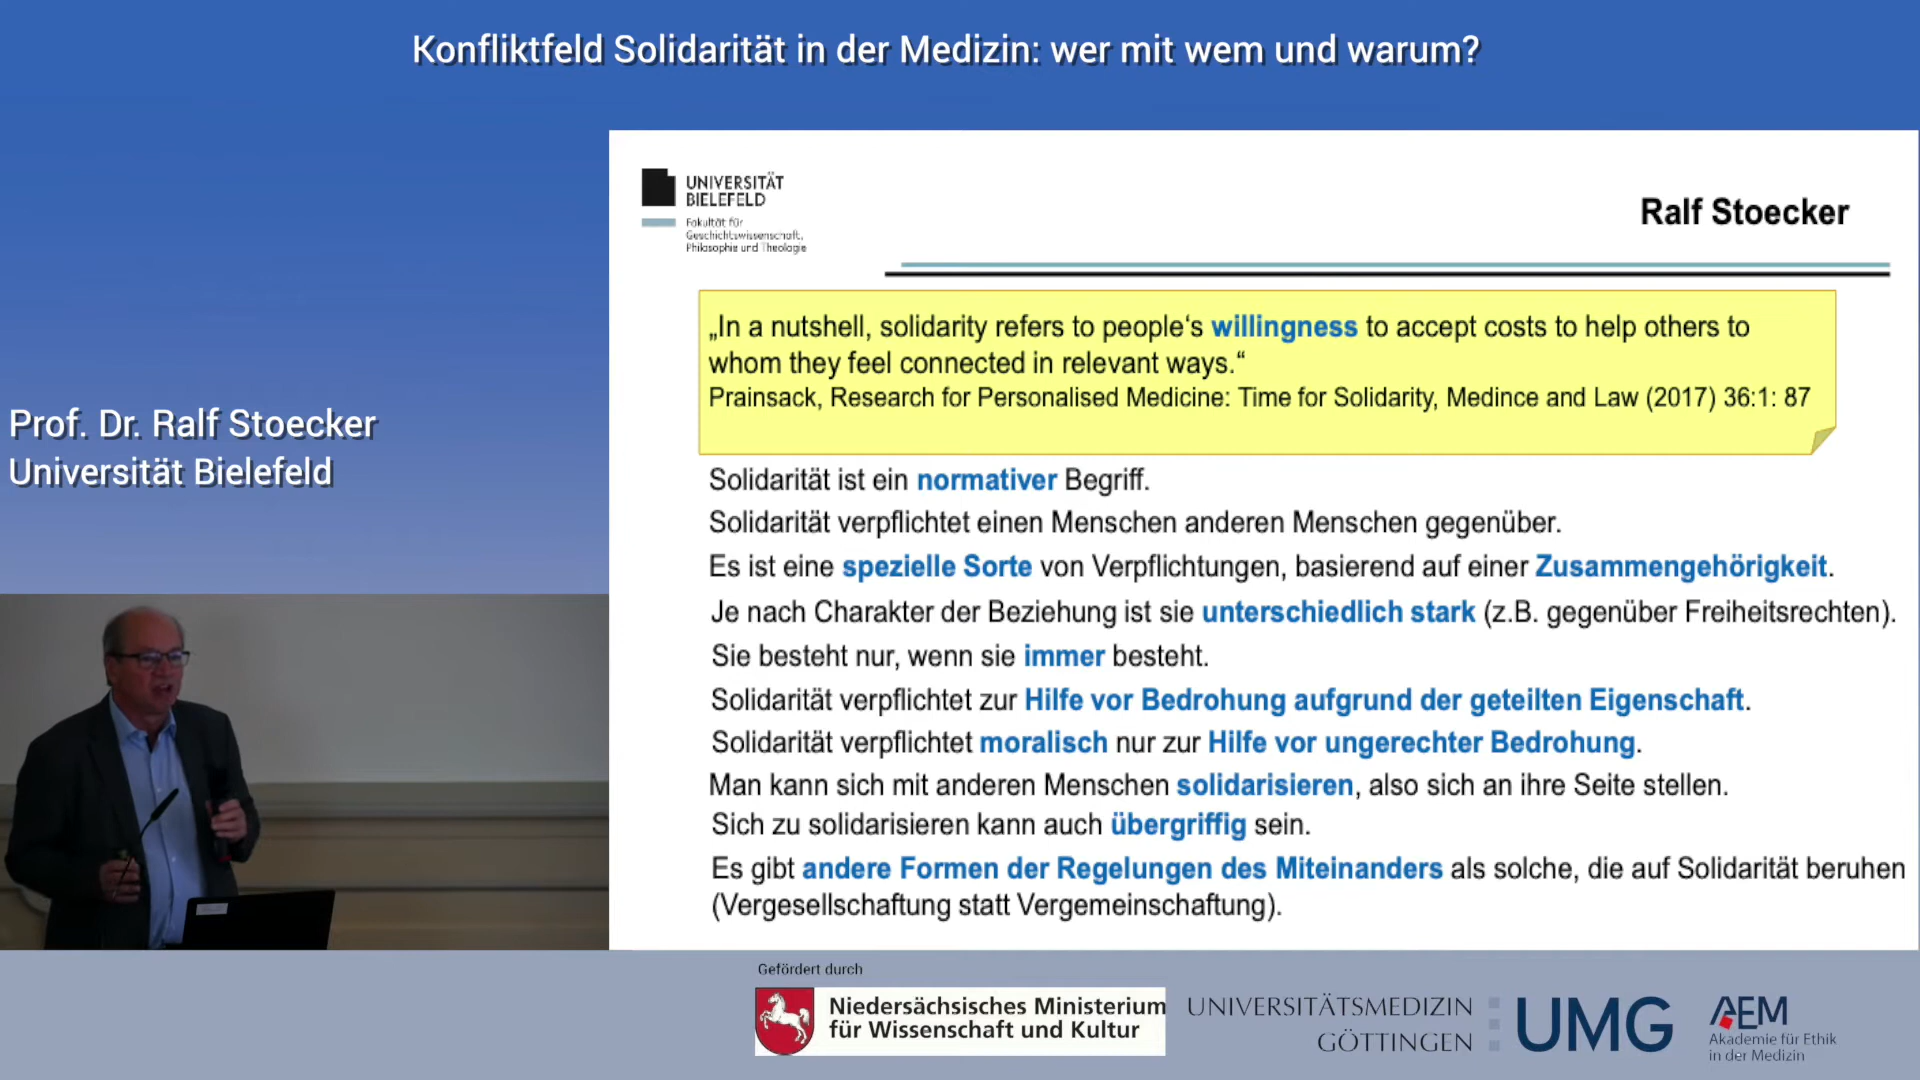 Konfliktfeld Solidarität in der Medizin: wer mit wem und warum?
UNIVERSITÄT
BIELEFELD
Fakultät für
Geschichtswissenschaft,
Philosophie und Theologie
Ralf Stoecker
„In a nutshell, solidarity refers to people‘s willingness to accept costs to help others to
whom they feel connected in relevant ways.“
Prainsack, Research for Personalised Medicine: Time for Solidarity, Medince and Law (2017) 36:1: 87
Prof. Dr. Ralf Stoecker
Universität Bielefeld
Solidarität ist ein normativer Begriff.
Solidarität verpflichtet einen Menschen anderen Menschen gegenüber.
Es ist eine spezielle Sorte von Verpflichtungen, basierend auf einer Zusammengehörigkeit.
Je nach Charakter der Beziehung ist sie unterschiedlich stark (z.B. gegenüber Freiheitsrechten).
Sie besteht nur, wenn sie immer besteht.
Solidarität verpflichtet zur Hilfe vor Bedrohung aufgrund der geteilten Eigenschaft.
Solidarität verpflichtet moralisch nur zur Hilfe vor ungerechter Bedrohung.
Man kann sich mit anderen Menschen solidarisieren, also sich an ihre Seite stellen.
Sich zu solidarisieren kann auch übergriffig sein.
Es gibt andere Formen der Regelungen des Miteinanders als solche, die auf Solidarität beruhen
(Vergesellschaftung statt Vergemeinschaftung).
Gefördert durch
Niedersächsisches Ministerium
für Wissenschaft und Kultur
UNIVERSITÄTSMEDIZIN
GÖTTINGEN
UMG
AEM
Akademie für Ethik
in der Medizin